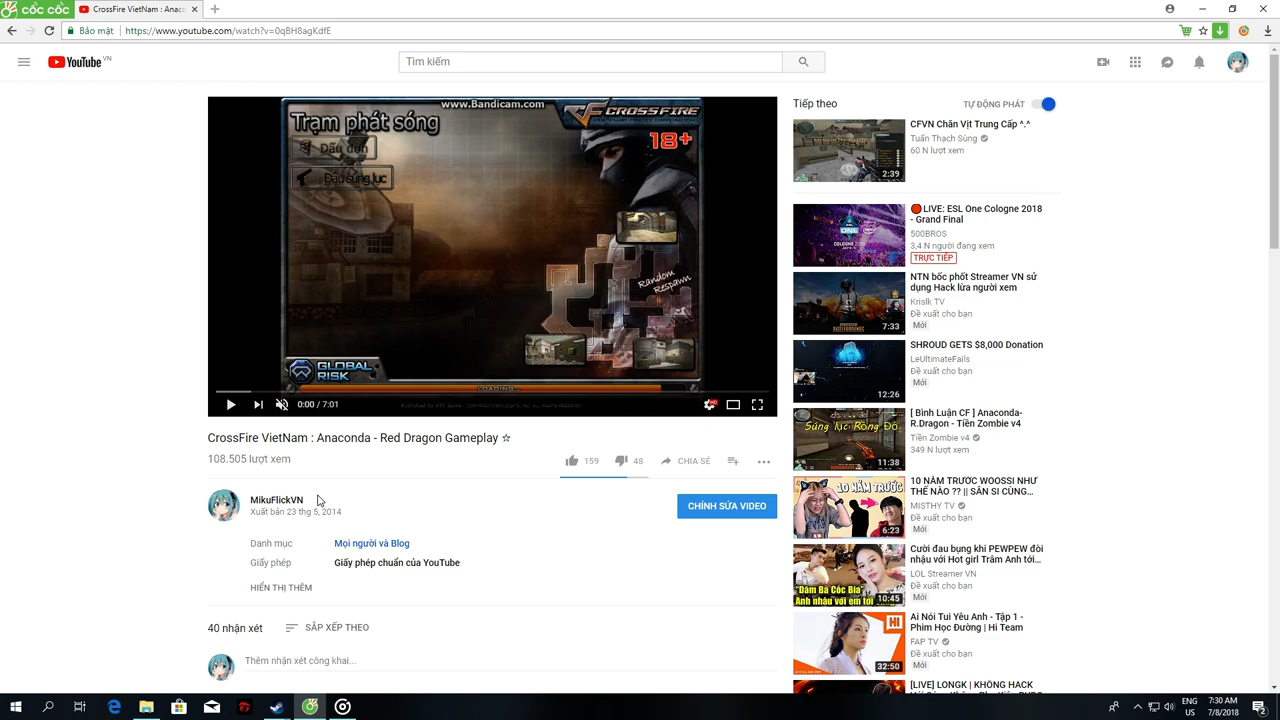 CỐC CỐC
CrossFire VietNam : Anaco
Bảo mật
https://www.youtube.com/watch?v=0qBH8agKdfE
YouTube VN
Tìm kiếm
www.Bandicam.com
CROSSFIRE
Trạm phát sóng
18+
Đấu đơn
Đấu súng lục
Random Respawn
GLOBAL RISK
LOADING...
0:00 / 7:01
HD
CrossFire VietNam : Anaconda - Red Dragon Gameplay ☆
108.505 lượt xem
159
48
CHIA SẺ
MikuFlickVN
Xuất bản 23 thg 5, 2014
CHỈNH SỬA VIDEO
Danh mục
Mọi người và Blog
Giấy phép
Giấy phép chuẩn của YouTube
HIỂN THỊ THÊM
ời nhận xét
SẮP XẾP THEO
Thêm nhận xét công khai...
Tiếp theo
TỰ ĐỘNG PHÁT
CFVN Chăn Vịt Trung Cấp ^.^
Tuấn Thạch Sùng
60 N lượt xem
2:39
🔴LIVE: ESL One Cologne 2018
- Grand Final
500BROS
3,4 N người đang xem
TRỰC TIẾP
NTN bốc phốt Streamer VN sử
dụng Hack lừa người xem
Krislk TV
Đề xuất cho bạn
Mới
7:33
SHROUD GETS $8,000 Donation
LeUltimateFails
Đề xuất cho bạn
Mới
12:26
[ Bình Luận CF ] Anaconda-
R.Dragon - Tiền Zombie v4
Tiền Zombie v4
349 N lượt xem
Súng lục Rồng Đỏ
11:38
10 NĂM TRƯỚC WOOSSI NHƯ
THẾ NÀO ?? || SĂN SI CÙNG…
MISTHY TV
Đề xuất cho bạn
Mới
10 NĂM TRƯỚC
6:23
Cười đau bụng khi PEWPEW đòi
nhậu với Hot girl Trâm Anh tới…
LOL Streamer VN
Đề xuất cho bạn
Mới
10:45
Ai Nói Tui Yêu Anh - Tập 1 -
Phim Học Đường | Hi Team
FAP TV
Đề xuất cho bạn
Mới
HI
32:50
[LIVE] LONGK | KHÔNG HACK
ENG
US
7:30 AM
7/8/2018
2